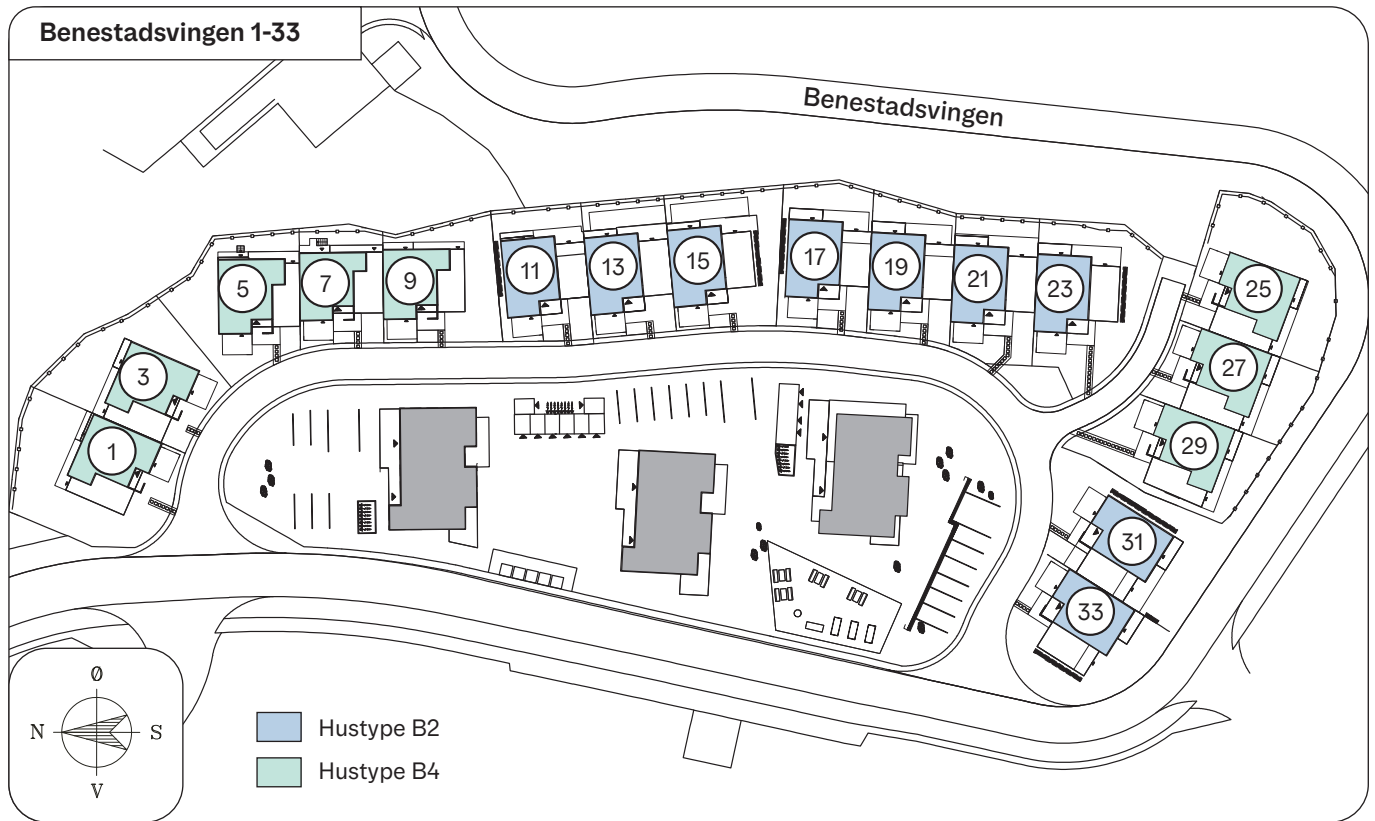 Benestadsvingen 1-33
Benestadsvingen
5
7
9
11
13
15
17
19
21
23
25
27
29
31
33
3
1
Ø
N S
V
Hustype B2
Hustype B4